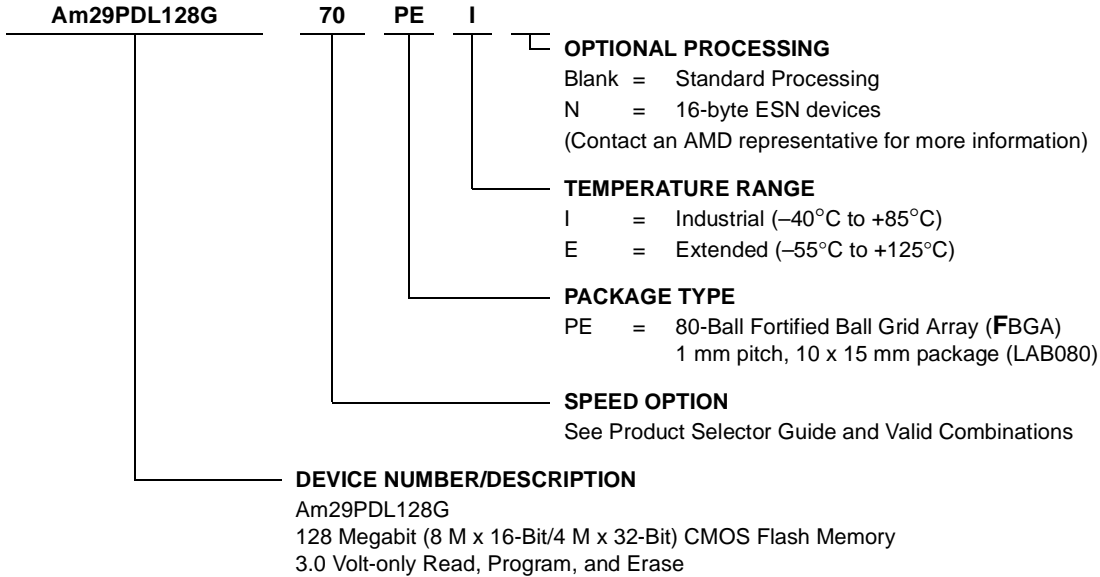 Am29PDL128G 70 PE I
OPTIONAL PROCESSING
Blank = Standard Processing
N = 16-byte ESN devices
(Contact an AMD representative for more information)
TEMPERATURE RANGE
I = Industrial (–40°C to +85°C)
E = Extended (–55°C to +125°C)
PACKAGE TYPE
PE = 80-Ball Fortified Ball Grid Array (FBGA)
1 mm pitch, 10 x 15 mm package (LAB080)
SPEED OPTION
See Product Selector Guide and Valid Combinations
DEVICE NUMBER/DESCRIPTION
Am29PDL128G
128 Megabit (8 M x 16-Bit/4 M x 32-Bit) CMOS Flash Memory
3.0 Volt-only Read, Program, and Erase